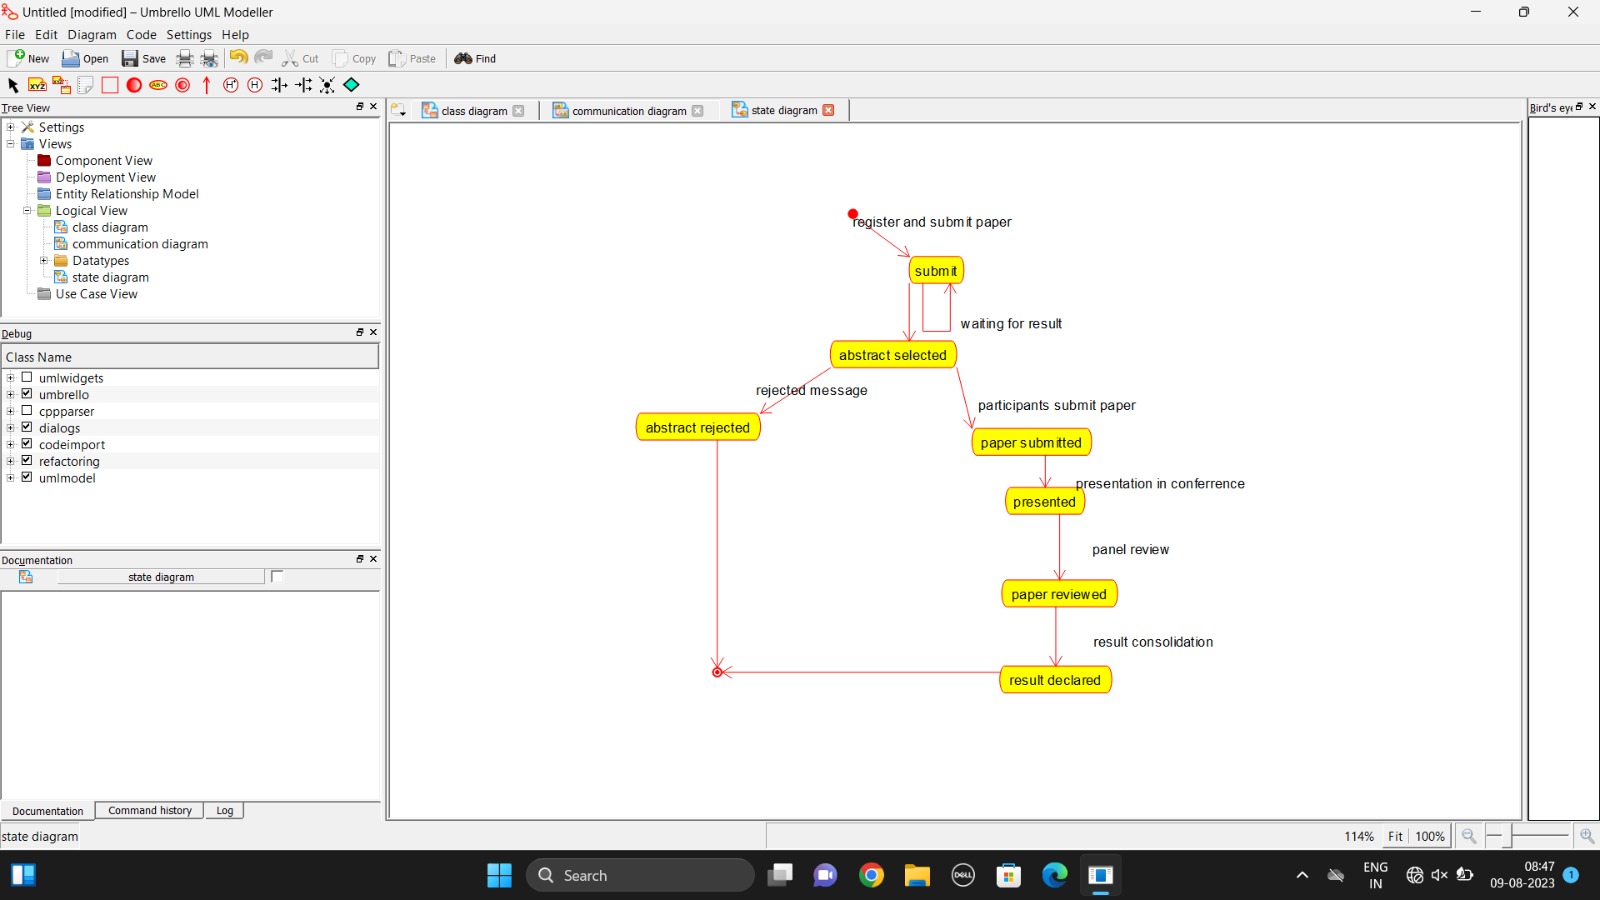 Untitled [modified] – Umbrello UML Modeller
File Edit Diagram Code Settings Help
New Open Save Cut Copy Paste Find
XYZ ABC H* H
Tree View
Settings
Views
Component View
Deployment View
Entity Relationship Model
Logical View
class diagram
communication diagram
Datatypes
state diagram
Use Case View
Debug
Class Name
umlwidgets
umbrello
cppparser
dialogs
codeimport
refactoring
umlmodel
Documentation
state diagram
Documentation Command history Log
state diagram
class diagram communication diagram state diagram
Bird's eye
register and submit paper
submit
waiting for result
abstract selected
rejected message
participants submit paper
abstract rejected
paper submitted
presentation in conferrence
presented
panel review
paper reviewed
result consolidation
result declared
114% Fit 100%
Search
DELL
ENG
IN
08:47
09-08-2023
1